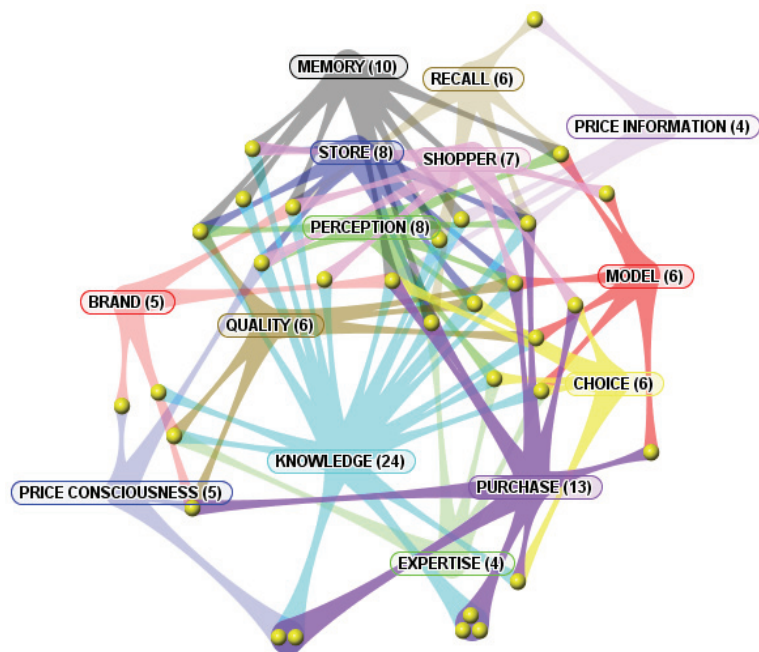 MEMORY (10)
RECALL (6)
PRICE INFORMATION (4)
STORE (8)
SHOPPER (7)
PERCEPTION (8)
BRAND (5)
MODEL (6)
QUALITY (6)
CHOICE (6)
KNOWLEDGE (24)
PRICE CONSCIOUSNESS (5)
PURCHASE (13)
EXPERTISE (4)